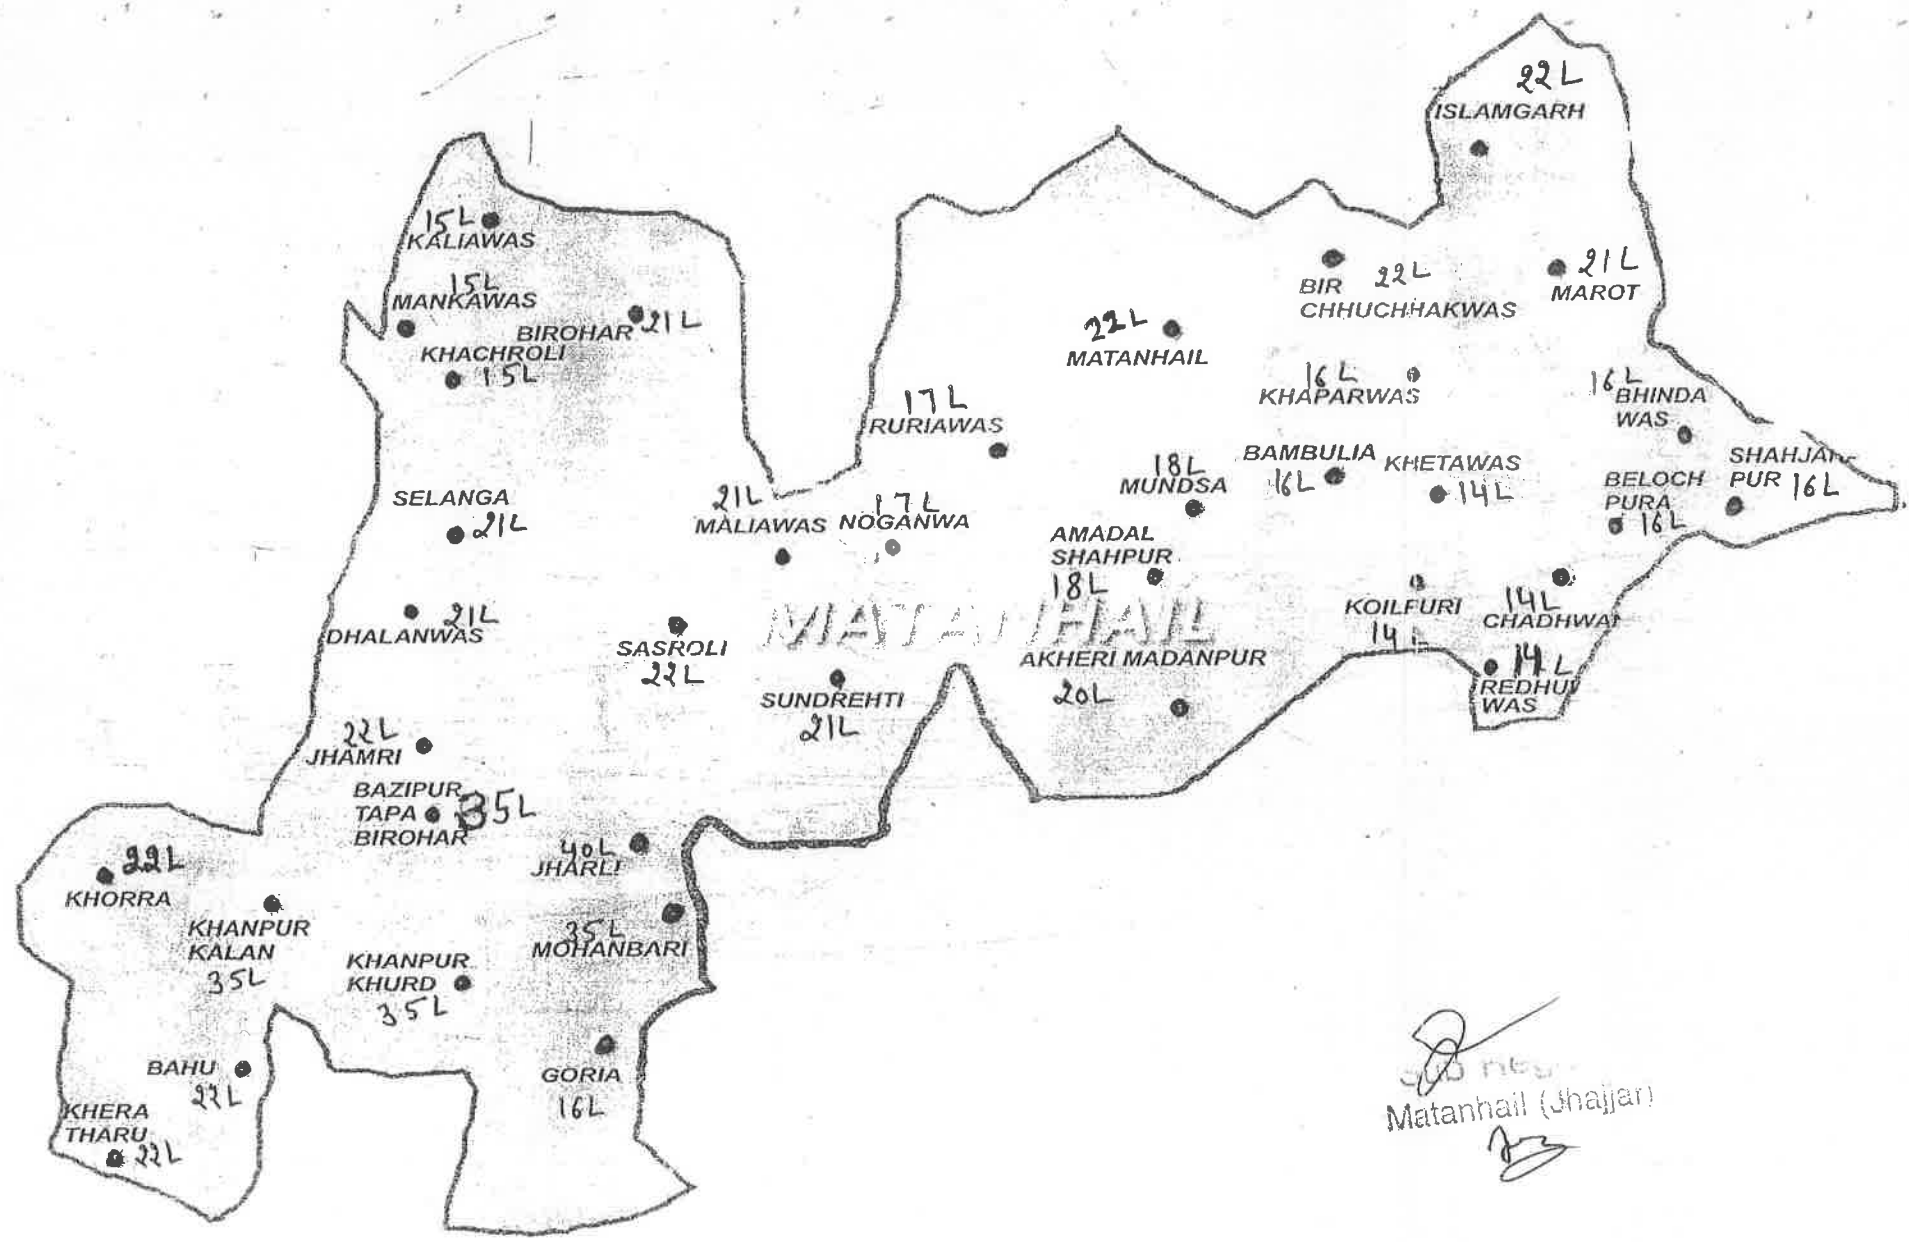 22L
ISLAMGARH
15L
KALIAWAS
15L
MANKAWAS
BIROHAR 21L
KHACHROLI
15L
22L
MATANHAIL
BIR 22L
CHHUCHHAKWAS
21L
MAROT
16L
KHAPARWAS
16L
BHINDA
WAS
17L
RURIAWAS
18L
MUNDSA
BAMBULIA
16L
KHETAWAS
14L
BELOCH
PURA
16L
PUR 16L
SELANGA
21L
21L
MALIAWAS
17L
NOGANWA
AMADAL
SHAHPUR
18L
21L
DHALANWAS
SASROLI
22L
MATANHAIL
SUNDREHTI
21L
AKHERI MADANPUR
20L
KOILFURI
14L
14L
14L
WAS
22L
JHAMRI
BAZIPUR
TAPA 35L
BIROHAR
40L
JHARLI
22L
KHORRA
KHANPUR
KALAN
35L
KHANPUR
KHURD
35L
35L
MOHANBARI
BAHU
22L
GORIA
16L
KHERA
THARU
22L
Matanhail (Jhajjar)